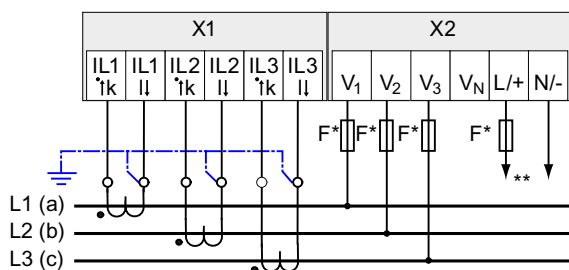 X1 X2
IL1 IL1 IL2 IL2 IL3 IL3 V1 V2 V3 VN L/+ N/-
↑k l↓ ↑k l↓ ↑k l↓
F* F* F* F*
**
L1 (a)
L2 (b)
L3 (c)